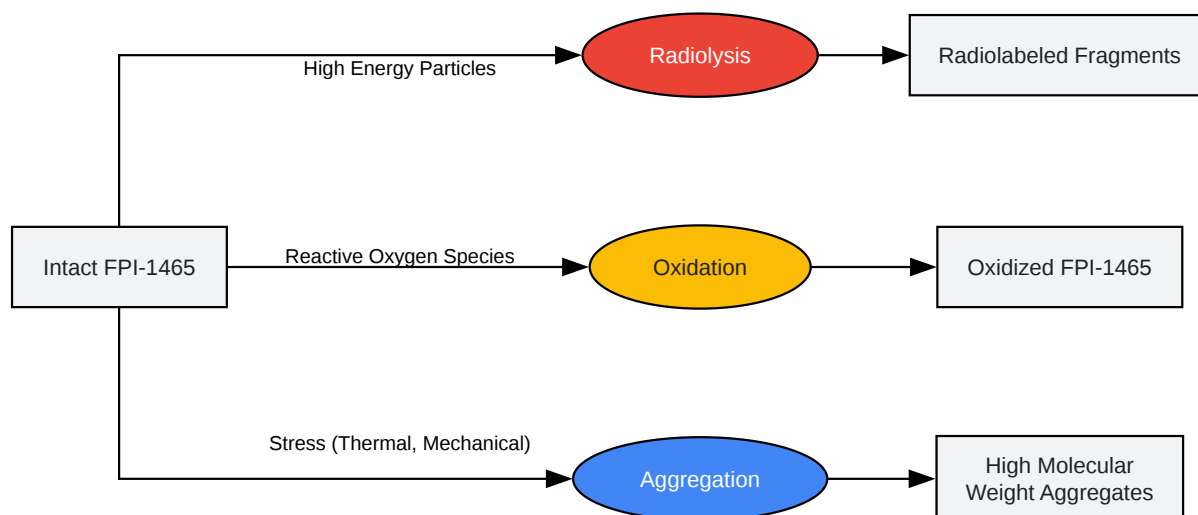 High Energy Particles
Radiolysis
Radiolabeled Fragments
Intact FPI-1465
Reactive Oxygen Species
Oxidation
Oxidized FPI-1465
Stress (Thermal, Mechanical)
Aggregation
High Molecular
Weight Aggregates